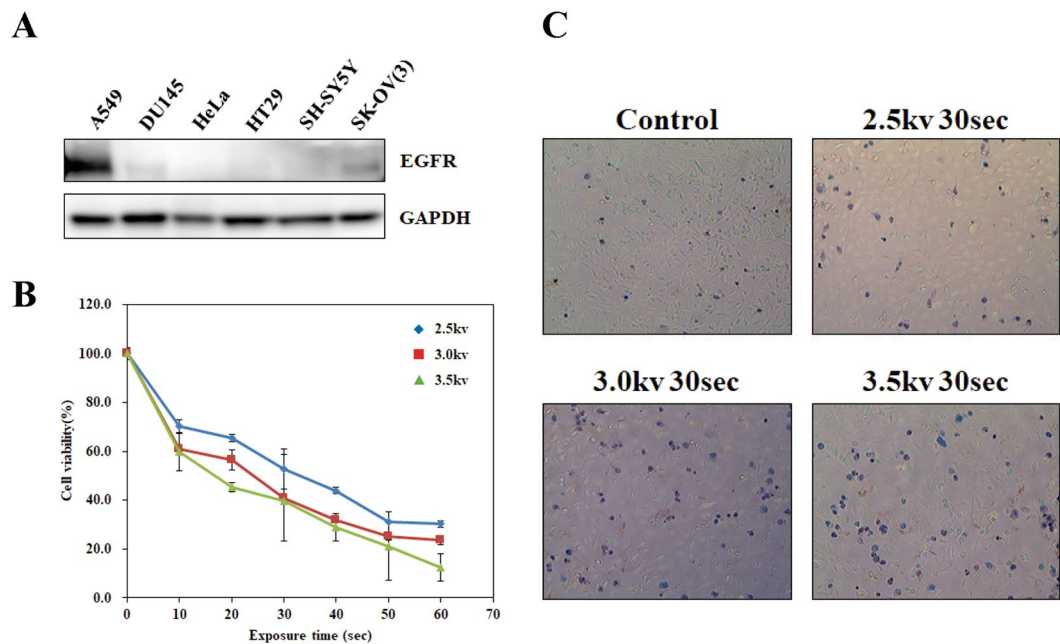 A
A549
DU145
HeLa
HT29
SH-SY5Y
SK-OV(3)
EGFR
GAPDH
B
120.0
100.0
80.0
60.0
40.0
20.0
0.0
Cell viability(%)
2.5kv
3.0kv
3.5kv
0 10 20 30 40 50 60 70
Exposure time (sec)
C
Control
2.5kv 30sec
3.0kv 30sec
3.5kv 30sec